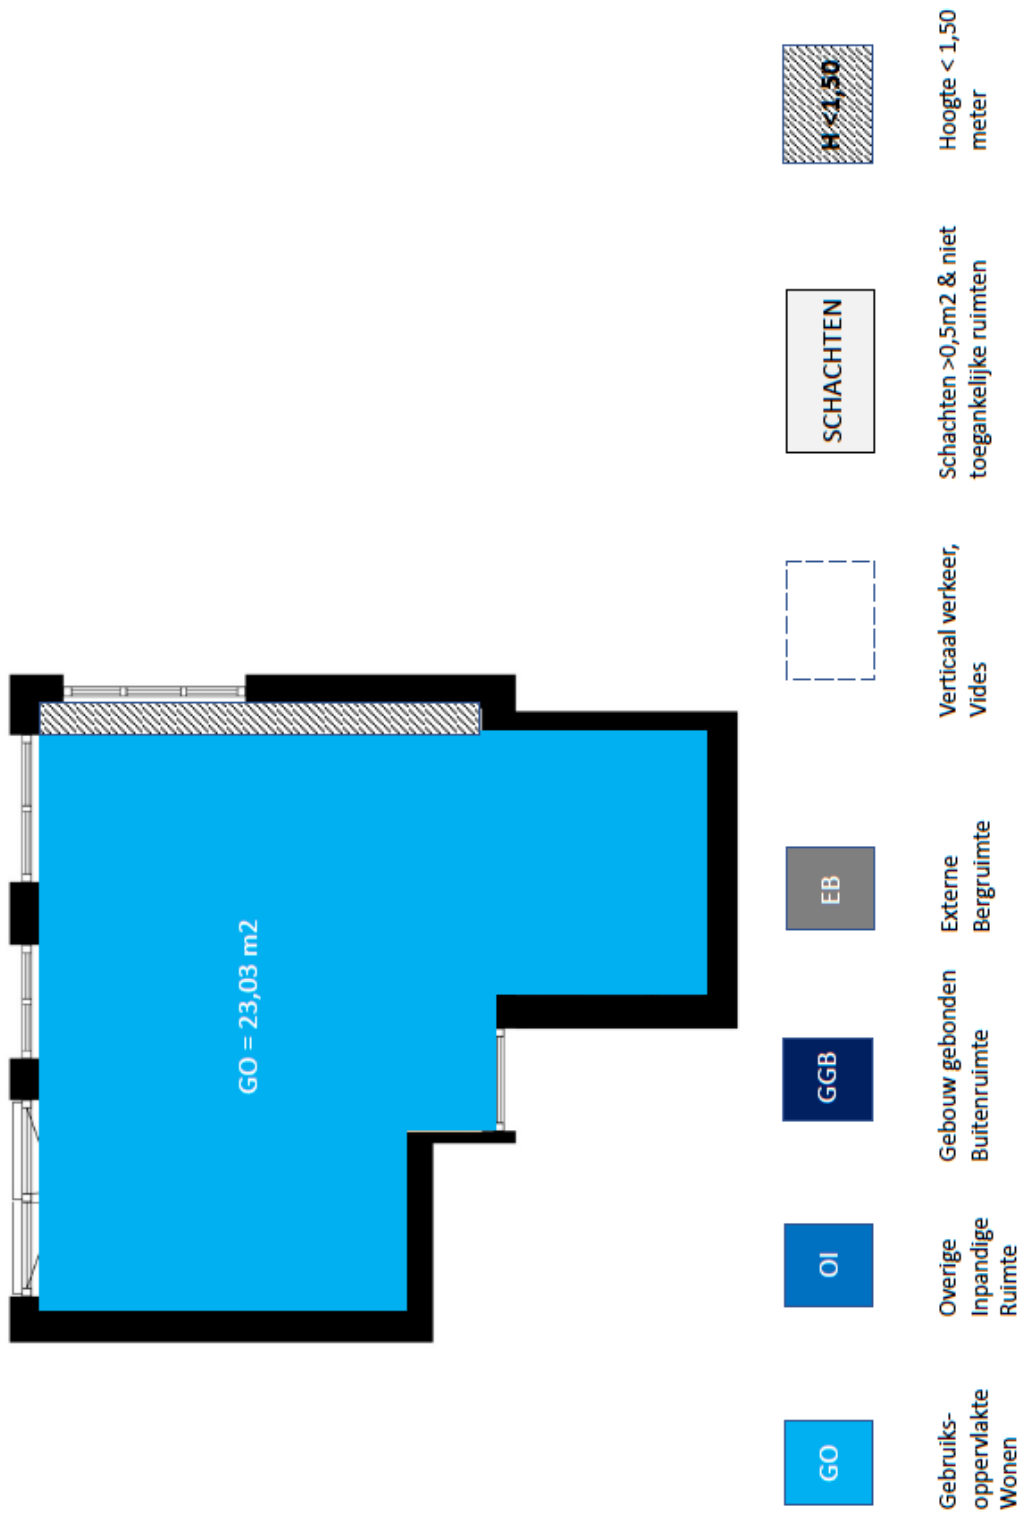 GO = 23,03 m2
GO
Gebruiks-
oppervlakte
Wonen
OI
Overige
Inpandige
Ruimte
GGB
Gebouw gebonden
Buitenruimte
EB
Externe
Bergruimte
Verticaal verkeer,
Vides
SCHACHTEN
Schachten >0,5m2 & niet
toegankelijke ruimten
H <1,50
Hoogte < 1,50
meter